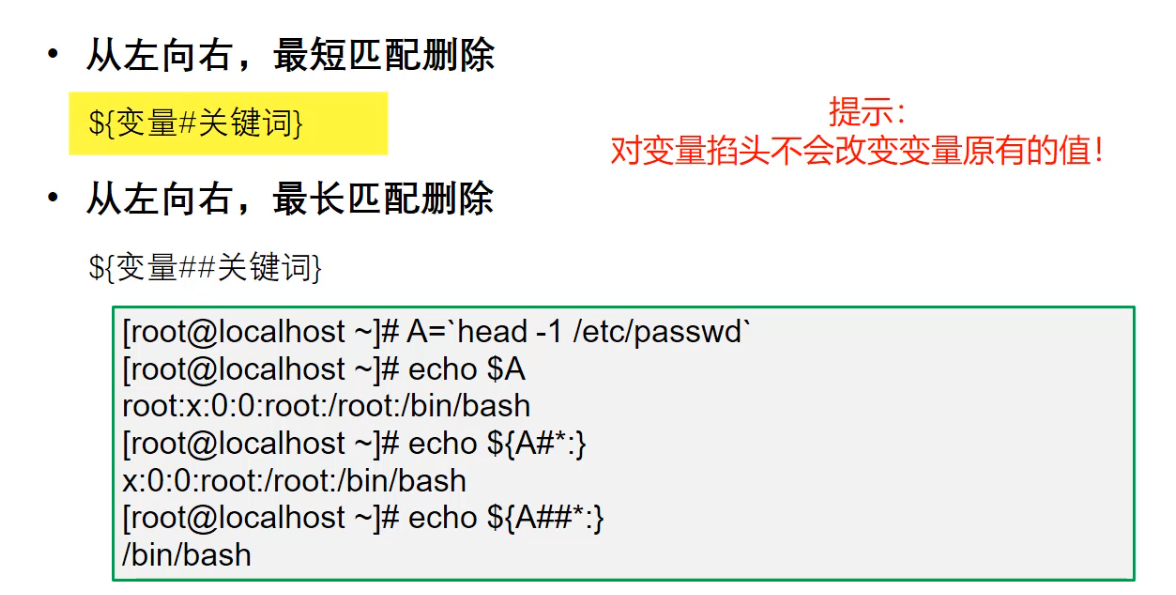 • 从左向右，最短匹配删除
${变量#关键词}
提示：
对变量掐头不会改变变量原有的值！
• 从左向右，最长匹配删除
${变量##关键词}
[root@localhost ~]# A=`head -1 /etc/passwd`
[root@localhost ~]# echo $A
root:x:0:0:root:/root:/bin/bash
[root@localhost ~]# echo ${A#*:}
x:0:0:root:/root:/bin/bash
[root@localhost ~]# echo ${A##*:}
/bin/bash